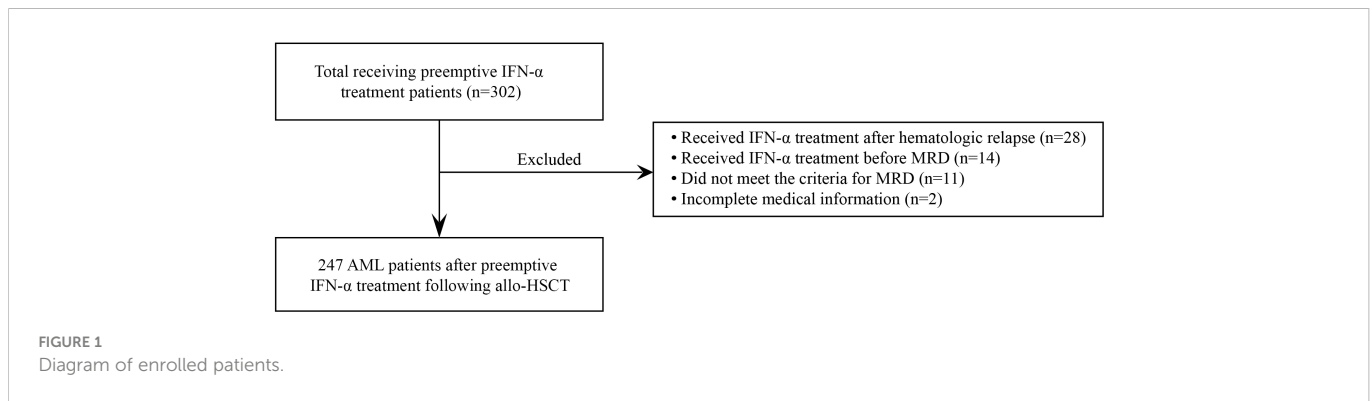 Total receiving preemptive IFN-α
treatment patients (n=302)
Excluded
• Received IFN-α treatment after hematologic relapse (n=28)
• Received IFN-α treatment before MRD (n=14)
• Did not meet the criteria for MRD (n=11)
• Incomplete medical information (n=2)
247 AML patients after preemptive
IFN-α treatment following allo-HSCT
FIGURE 1
Diagram of enrolled patients.